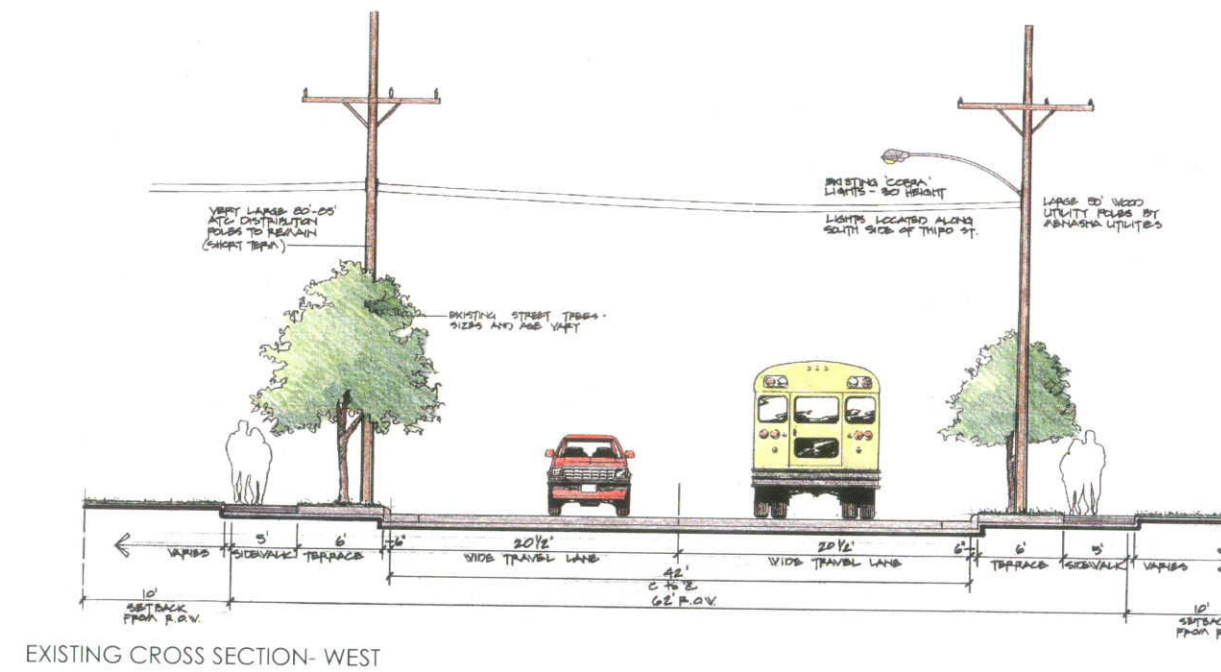 VERY LARGE 80'-85'
ATC DISTRIBUTION
POLES TO REMAIN
(SHORT TERM)
EXISTING STREET TREES -
SIZES AND AGE VARY
EXISTING 'COBRA'
LIGHTS - 30' HEIGHT
LIGHTS LOCATED ALONG
SOUTH SIDE OF THIRD ST.
LARGE 50' WOOD
UTILITY POLES BY
MENASHA UTILITIES
VARIES
5'
SIDEWALK
6'
TERRACE
6"
20 1/2'
WIDE TRAVEL LANE
20 1/2'
WIDE TRAVEL LANE
6"
6'
TERRACE
5'
SIDEWALK
VARIES
42'
C to C
62' R.O.W.
10'
SETBACK
FROM R.O.W.
10'
SETBAC
FROM R
EXISTING CROSS SECTION- WEST